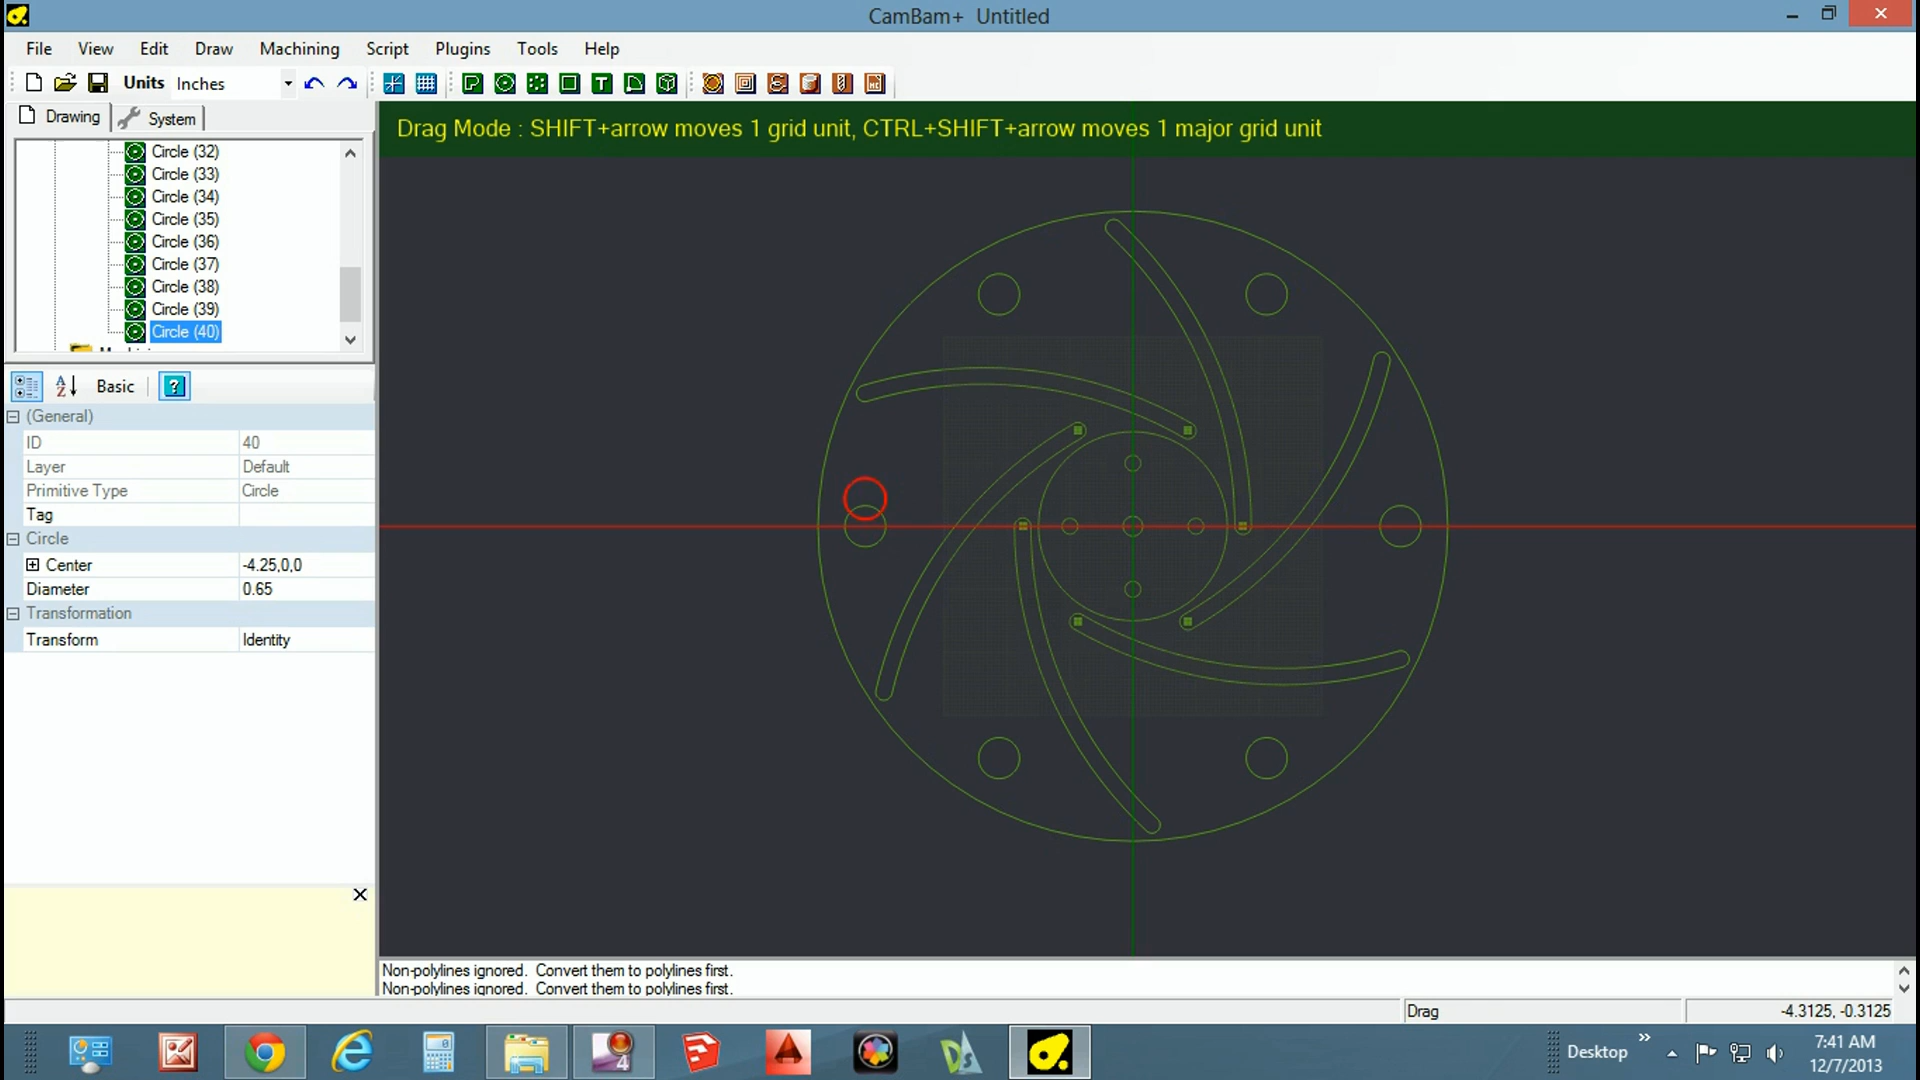 CamBam+ Untitled
File View Edit Draw Machining Script Plugins Tools Help
Units Inches
Drawing System
Drag Mode : SHIFT+arrow moves 1 grid unit, CTRL+SHIFT+arrow moves 1 major grid unit
Circle (32)
Circle (33)
Circle (34)
Circle (35)
Circle (36)
Circle (37)
Circle (38)
Circle (39)
Circle (40)
Basic
(General)
ID 40
Layer Default
Primitive Type Circle
Tag
Circle
Center -4.25,0,0
Diameter 0.65
Transformation
Transform Identity
Non-polylines ignored. Convert them to polylines first.
Non-polylines ignored. Convert them to polylines first.
Drag -4.3125, -0.3125
Desktop
7:41 AM
12/7/2013